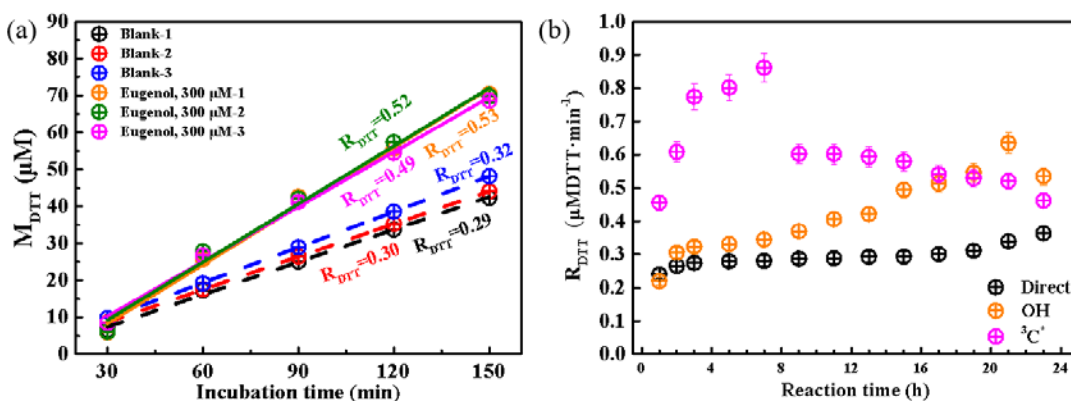 (a)
M_DTT (μM)
90
80
70
60
50
40
30
20
10
0
Blank-1
Blank-2
Blank-3
Eugenol, 300 μM-1
Eugenol, 300 μM-2
Eugenol, 300 μM-3
R_DTT=0.52
R_DTT=0.53
R_DTT=0.49
R_DTT=0.32
R_DTT=0.30
R_DTT=0.29
30 60 90 120 150
Incubation time (min)
(b)
R_DTT (μMDTT·min⁻¹)
1.0
0.9
0.8
0.7
0.6
0.5
0.4
0.3
0.2
0.1
0.0
Direct
OH
³C*
0 4 8 12 16 20 24
Reaction time (h)